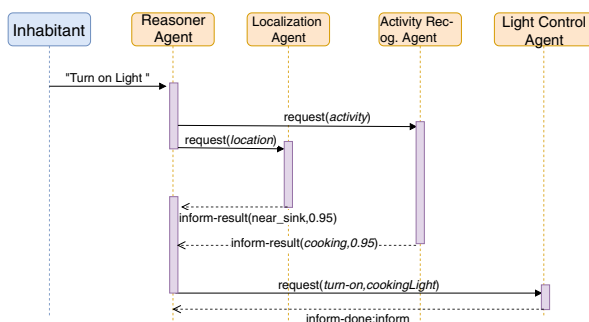 Inhabitant
Reasoner
Agent
Localization
Agent
Activity Rec-
og. Agent
Light Control
Agent
"Turn on Light "
request(activity)
request(location)
inform-result(near_sink,0.95)
inform-result(cooking,0.95)
request(turn-on,cookingLight)
inform-done:inform